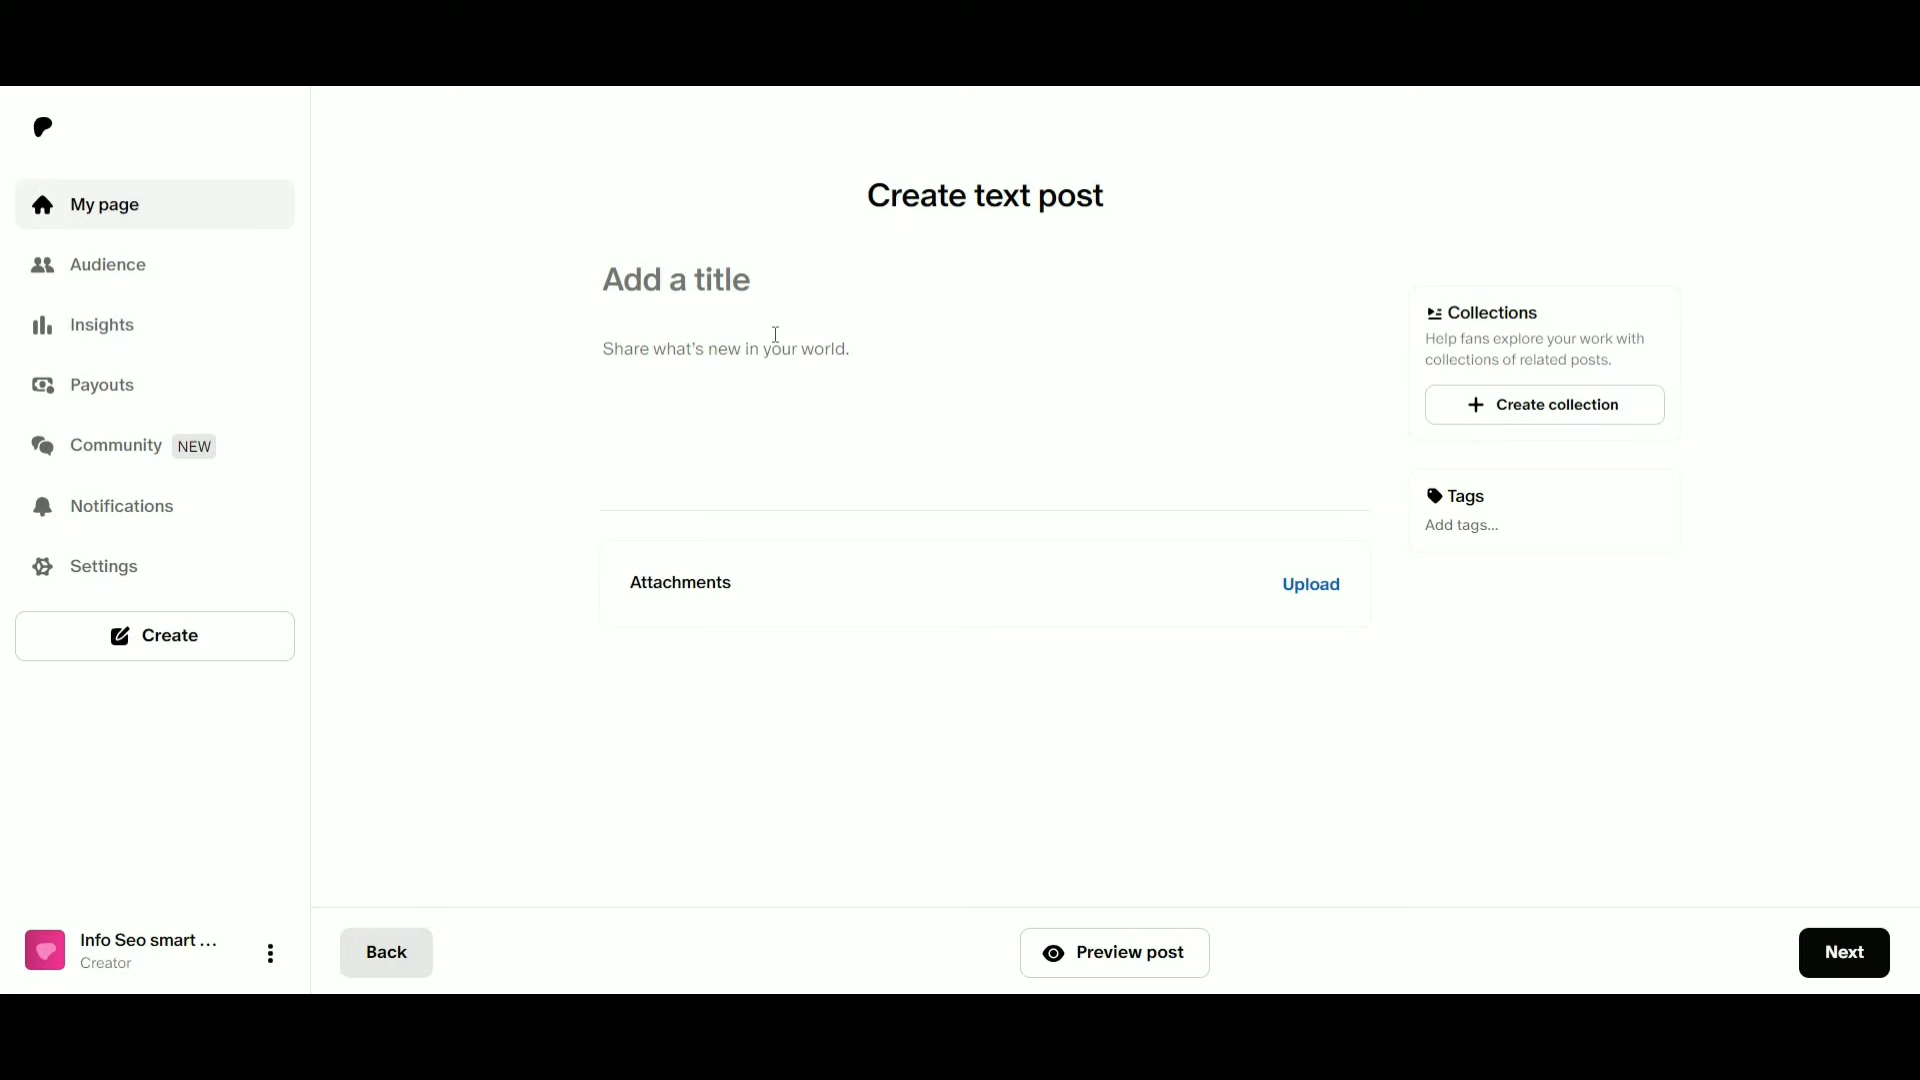 My page
Audience
Insights
Payouts
Community NEW
Notifications
Settings
Create
Info Seo smart ...
Creator
Create text post
Add a title
Share what's new in your world.
Attachments
Upload
Collections
Help fans explore your work with
collections of related posts.
Create collection
Tags
Add tags...
Back
Preview post
Next